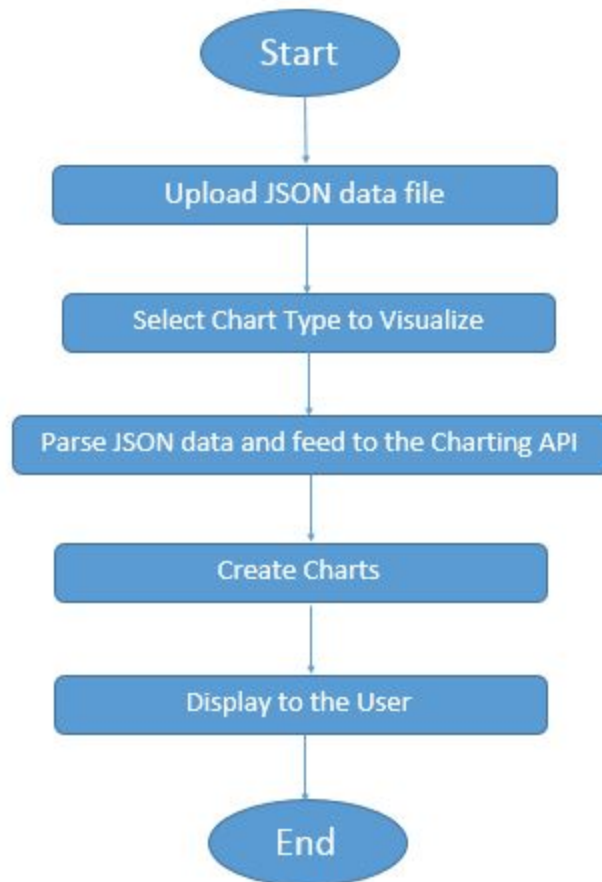 Start
Upload JSON data file
Select Chart Type to Visualize
Parse JSON data and feed to the Charting API
Create Charts
Display to the User
End